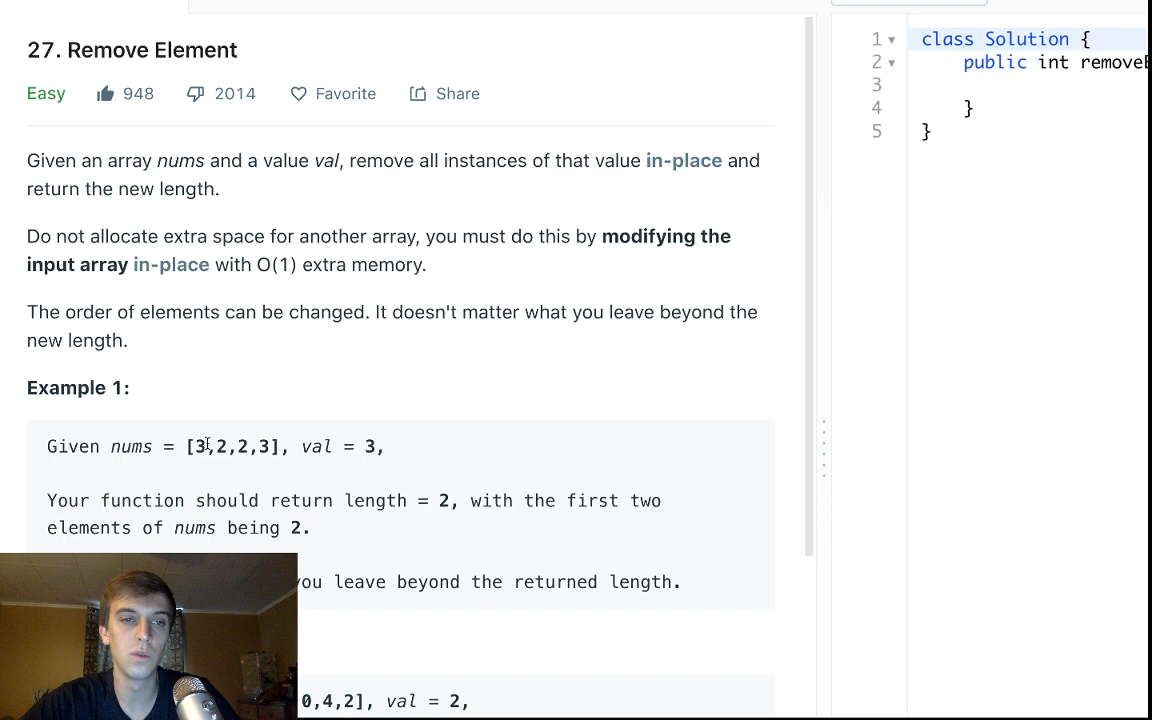 27. Remove Element
Easy 948 2014 Favorite Share
Given an array nums and a value val, remove all instances of that value in-place and
return the new length.
Do not allocate extra space for another array, you must do this by modifying the
input array in-place with O(1) extra memory.
The order of elements can be changed. It doesn't matter what you leave beyond the
new length.
Example 1:
Given nums = [3,2,2,3], val = 3,
Your function should return length = 2, with the first two
elements of nums being 2.
you leave beyond the returned length.
0,4,2], val = 2,
1 class Solution {
2 public int remove
3
4 }
5 }